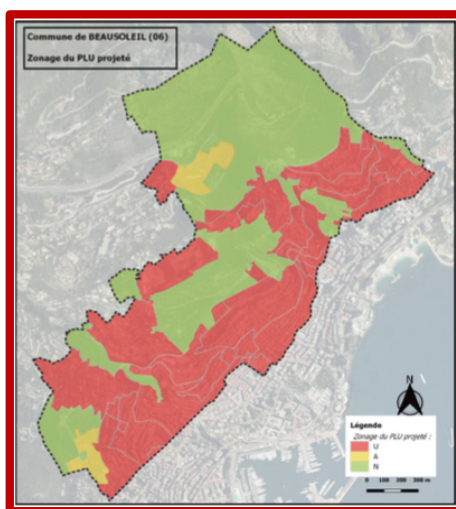 Commune de BEAUSOLEIL (06)
Zonage du PLU projeté
N
Légende
Zonage du PLU projeté :
U
A
N
0 100 200 300 m